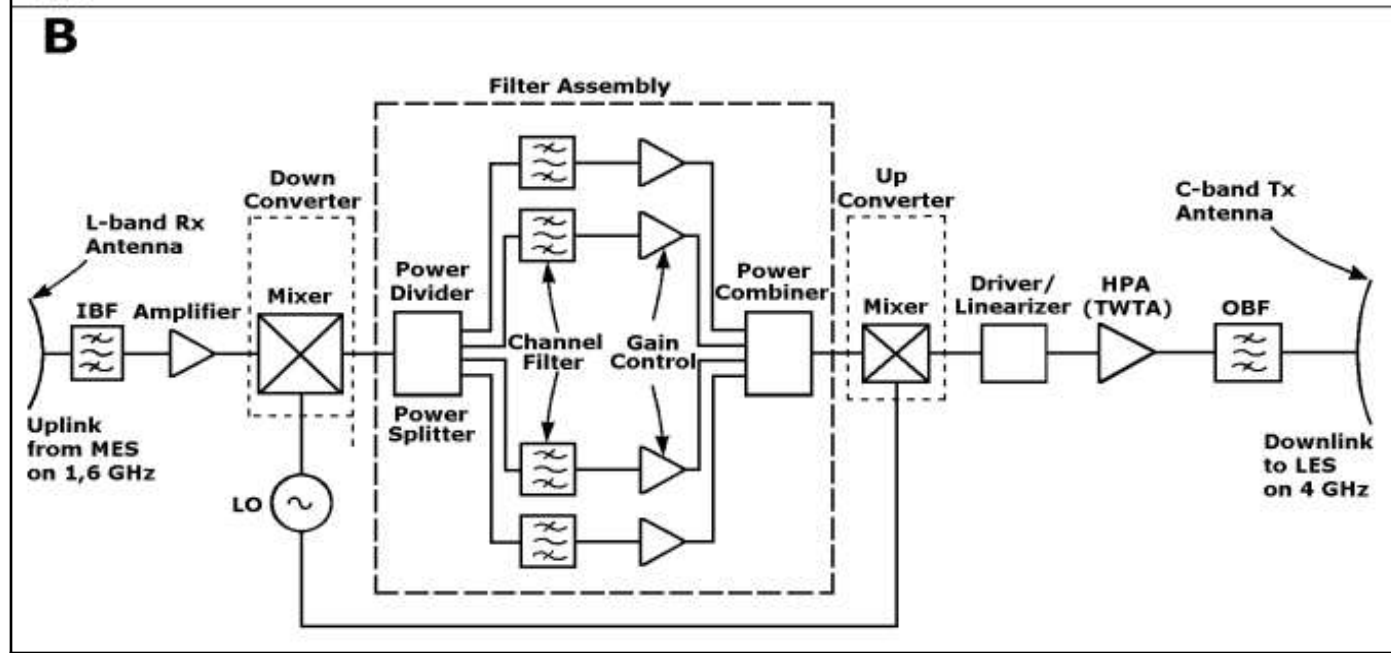 B
Filter Assembly
Down
Converter
Up
Converter
C-band Tx
Antenna
L-band Rx
Antenna
IBF
Amplifier
Mixer
Power
Divider
Channel
Filter
Gain
Control
Power
Combiner
Mixer
Driver/
Linearizer
HPA
(TWTA)
OBF
Power
Splitter
Uplink
from MES
on 1,6 GHz
LO
Downlink
to LES
on 4 GHz